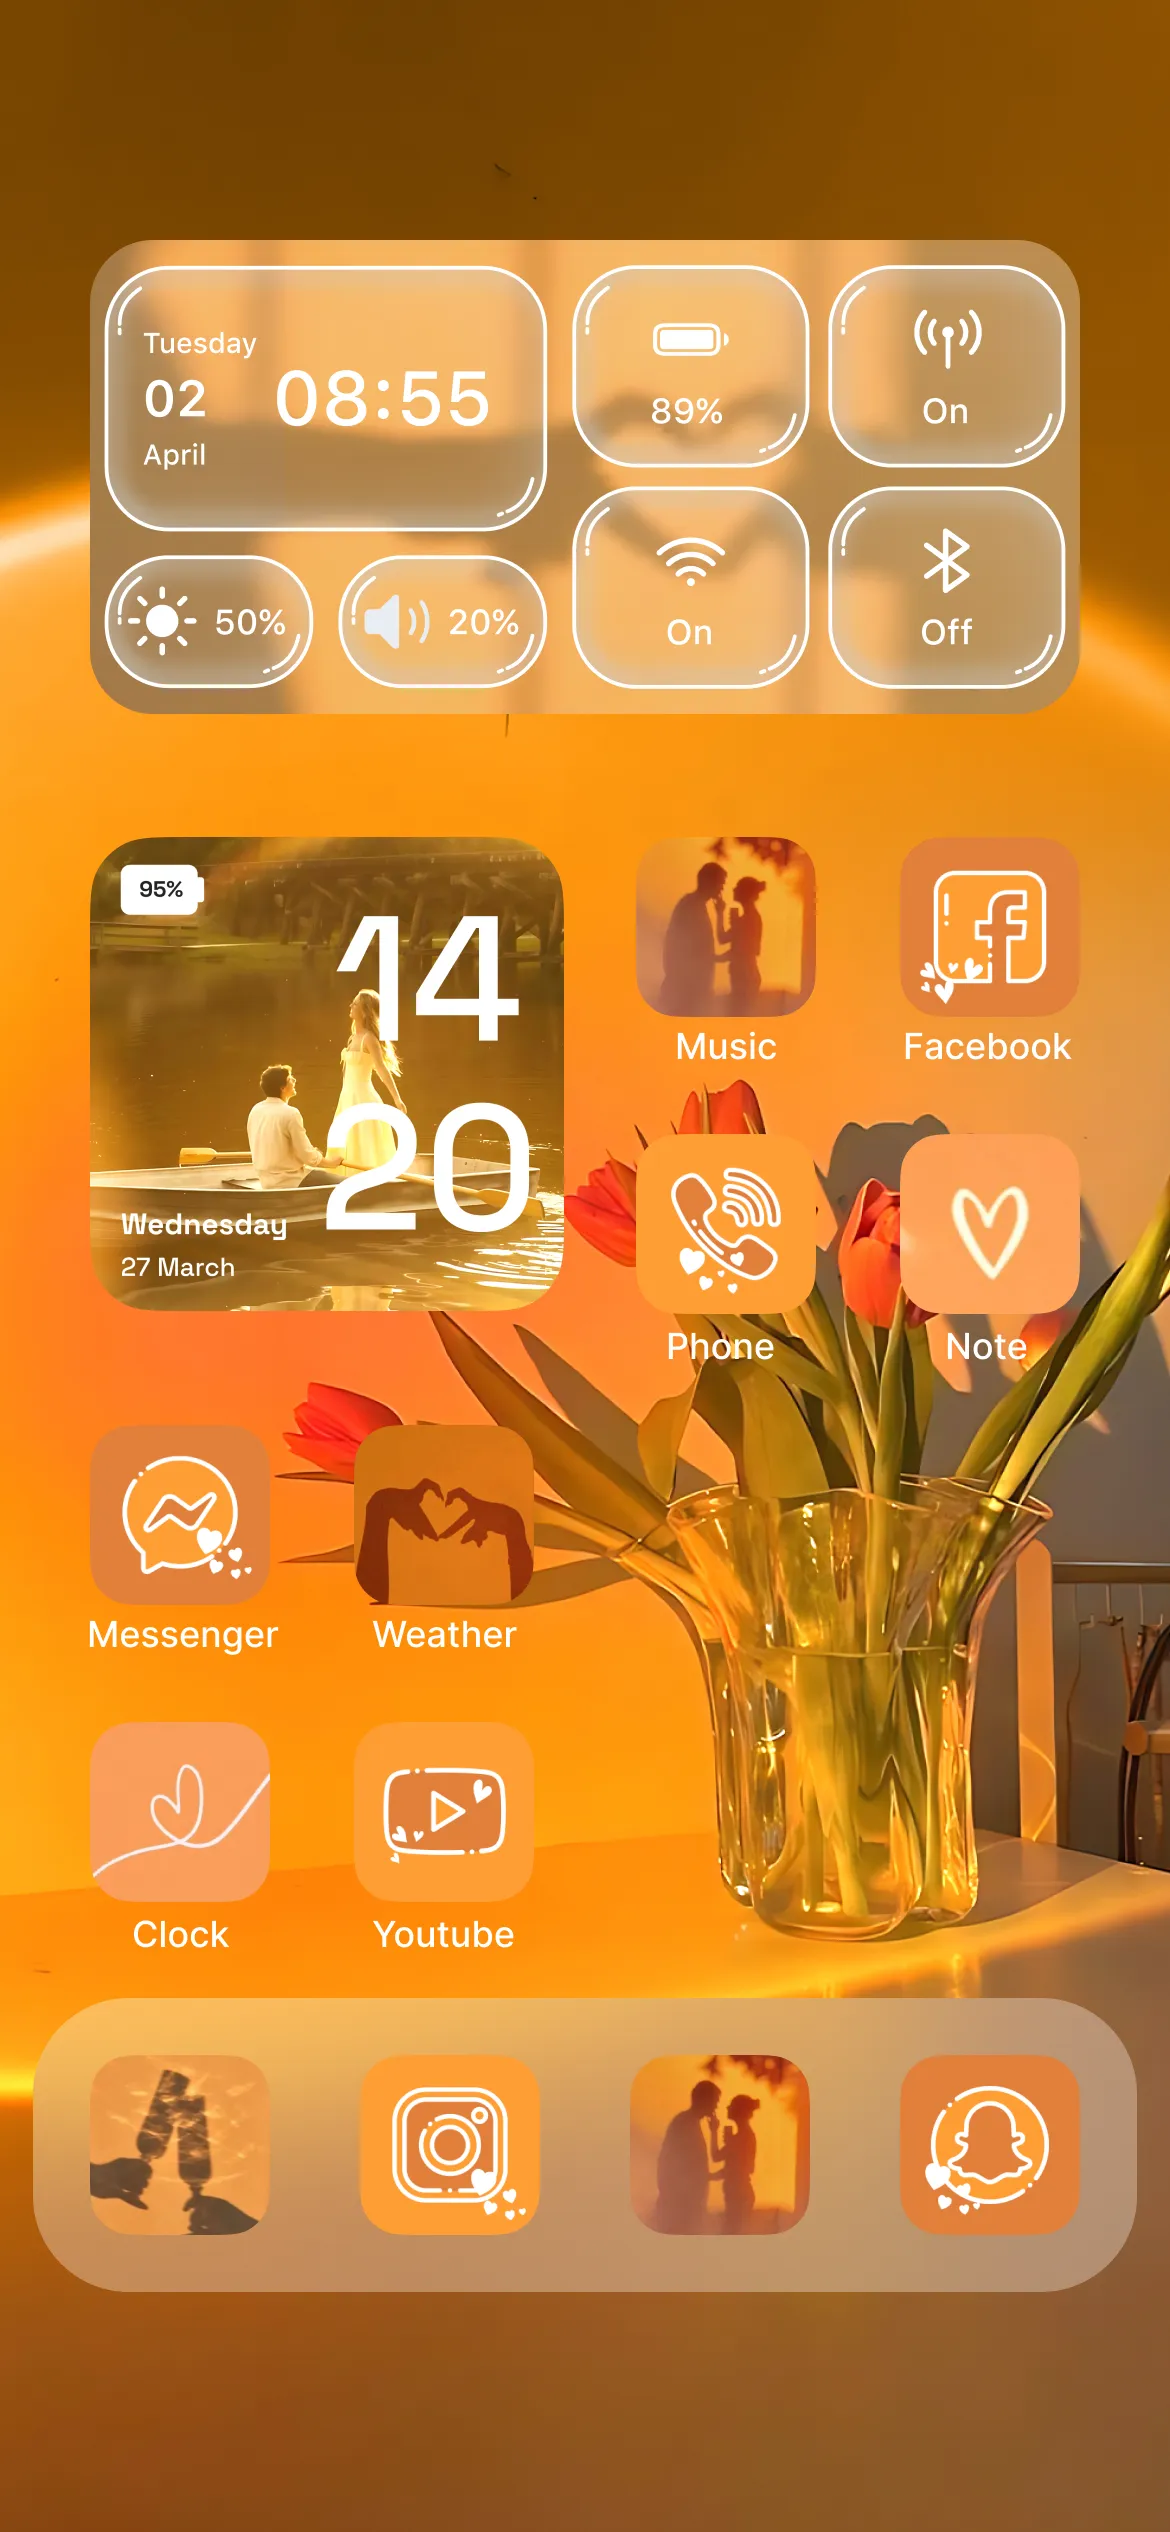 Tuesday
02
April
08:55
89%
On
50%
20%
On
Off
95%
14
20
Wednesday
27 March
Music
Facebook
Phone
Note
Messenger
Weather
Clock
Youtube